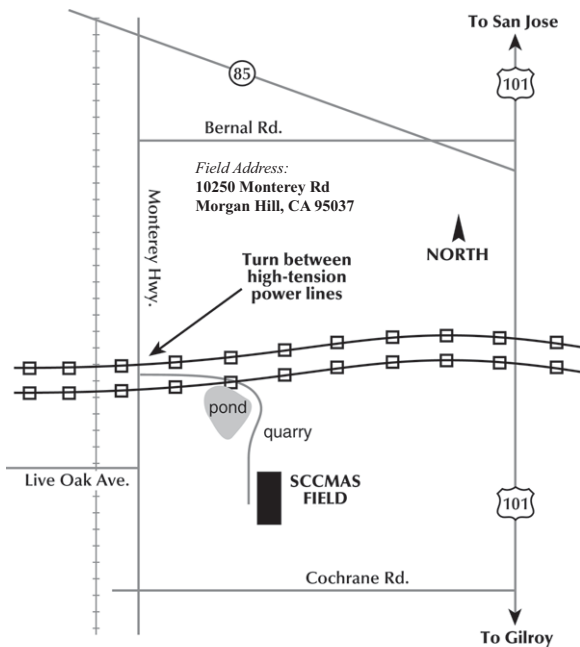 To San Jose
101
85
Bernal Rd.
Field Address:
10250 Monterey Rd
Morgan Hill, CA 95037
Monterey Hwy.
NORTH
Turn between
high-tension
power lines
pond
quarry
Live Oak Ave.
SCCMAS
FIELD
101
Cochrane Rd.
To Gilroy